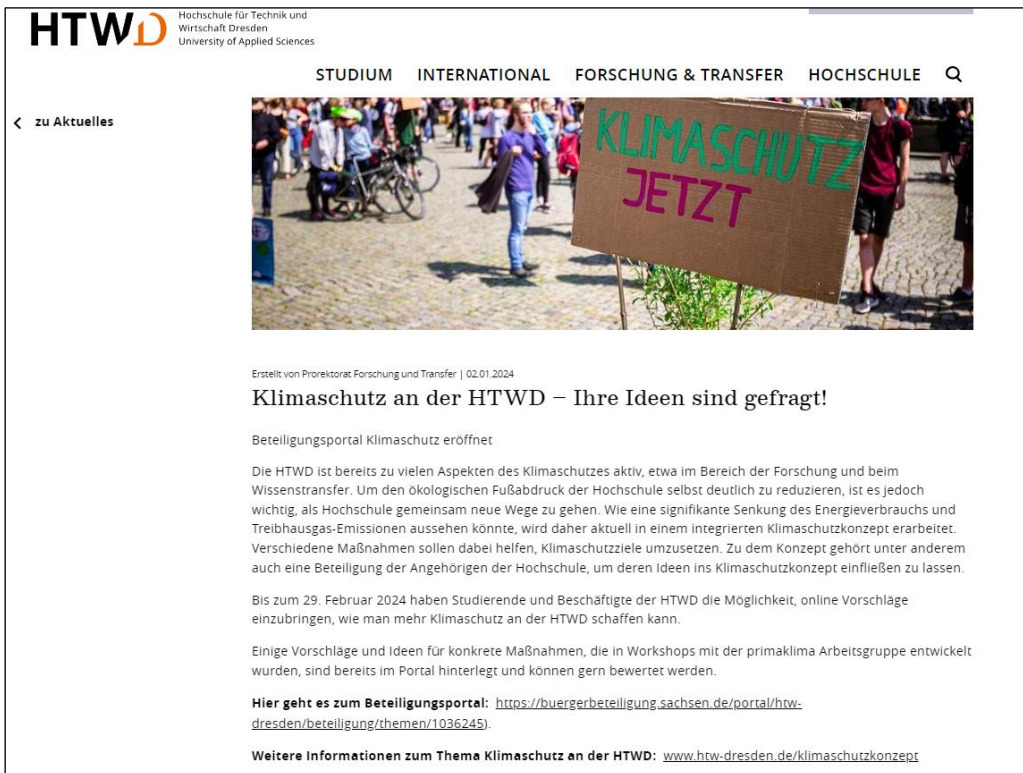 HTWD
Hochschule für Technik und
Wirtschaft Dresden
University of Applied Sciences
STUDIUM INTERNATIONAL FORSCHUNG & TRANSFER HOCHSCHULE
zu Aktuelles
KLIMASCHUTZ
JETZT
Erstellt von Prorektorat Forschung und Transfer | 02.01.2024
Klimaschutz an der HTWD – Ihre Ideen sind gefragt!
Beteiligungsportal Klimaschutz eröffnet
Die HTWD ist bereits zu vielen Aspekten des Klimaschutzes aktiv, etwa im Bereich der Forschung und beim
Wissenstransfer. Um den ökologischen Fußabdruck der Hochschule selbst deutlich zu reduzieren, ist es jedoch
wichtig, als Hochschule gemeinsam neue Wege zu gehen. Wie eine signifikante Senkung des Energieverbrauchs und
Treibhausgas-Emissionen aussehen könnte, wird daher aktuell in einem integrierten Klimaschutzkonzept erarbeitet.
Verschiedene Maßnahmen sollen dabei helfen, Klimaschutzziele umzusetzen. Zu dem Konzept gehört unter anderem
auch eine Beteiligung der Angehörigen der Hochschule, um deren Ideen ins Klimaschutzkonzept einfließen zu lassen.
Bis zum 29. Februar 2024 haben Studierende und Beschäftigte der HTWD die Möglichkeit, online Vorschläge
einzubringen, wie man mehr Klimaschutz an der HTWD schaffen kann.
Einige Vorschläge und Ideen für konkrete Maßnahmen, die in Workshops mit der primaklima Arbeitsgruppe entwickelt
wurden, sind bereits im Portal hinterlegt und können gern bewertet werden.
Hier geht es zum Beteiligungsportal: https://buergerbeteiligung.sachsen.de/portal/htw-
dresden/beteiligung/themen/1036245).
Weitere Informationen zum Thema Klimaschutz an der HTWD: www.htw-dresden.de/klimaschutzkonzept